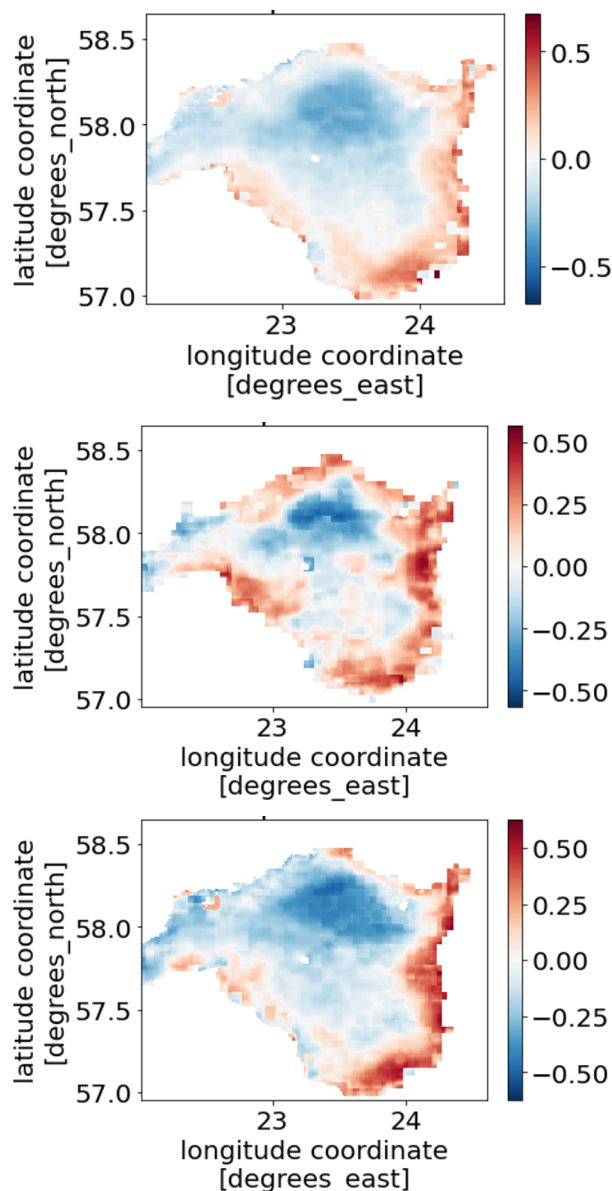 58.5
58.0
57.5
57.0
latitude coordinate
[degrees_north]
23
24
longitude coordinate
[degrees_east]
0.5
0.0
−0.5
58.5
58.0
57.5
57.0
latitude coordinate
[degrees_north]
23
24
longitude coordinate
[degrees_east]
0.50
0.25
0.00
−0.25
−0.50
58.5
58.0
57.5
57.0
latitude coordinate
[degrees_north]
23
24
longitude coordinate
[degrees_east]
0.50
0.25
0.00
−0.25
−0.50